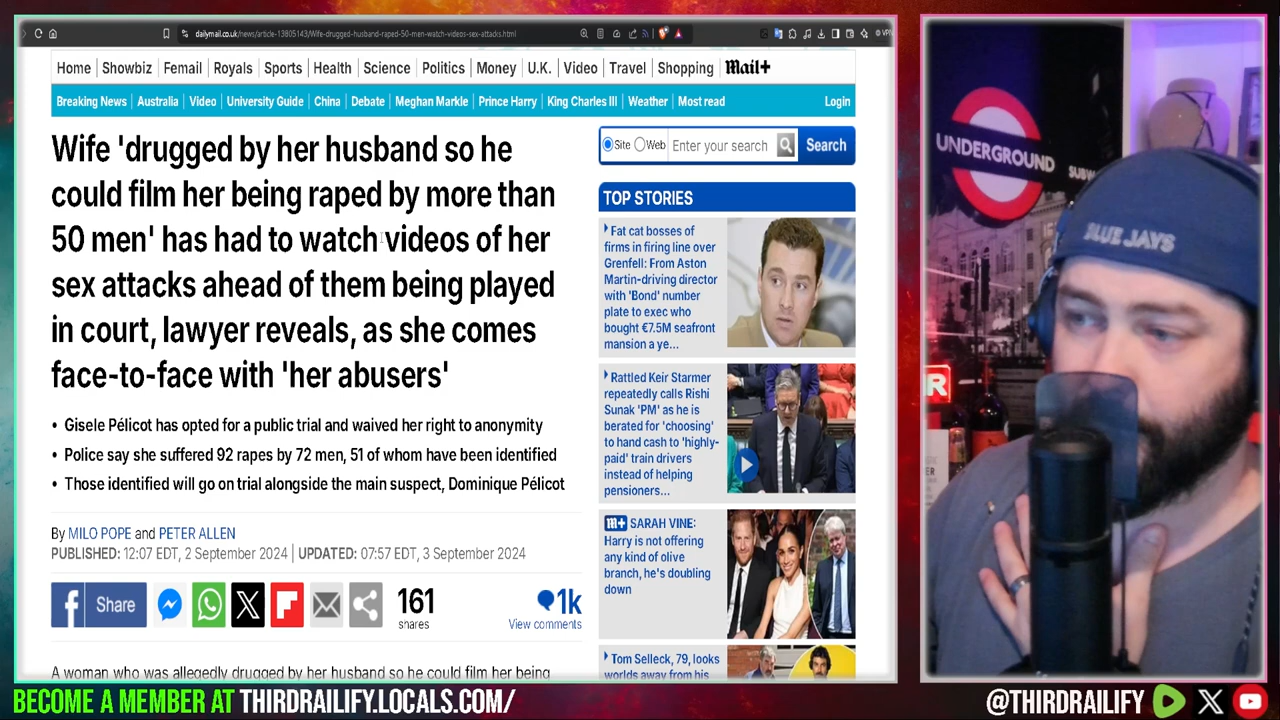 dailymail.co.uk/news/article-13805143/Wife-drugged-husband-raped-50-men-watch-videos-sex-attacks.html
VPN
Home Showbiz Femail Royals Sports Health Science Politics Money U.K. Video Travel Shopping Mail+
Breaking News Australia Video University Guide China Debate Meghan Markle Prince Harry King Charles III Weather Most read Login
Wife 'drugged by her husband so he
could film her being raped by more than
50 men' has had to watch videos of her
sex attacks ahead of them being played
in court, lawyer reveals, as she comes
face-to-face with 'her abusers'
• Gisele Pélicot has opted for a public trial and waived her right to anonymity
• Police say she suffered 92 rapes by 72 men, 51 of whom have been identified
• Those identified will go on trial alongside the main suspect, Dominique Pélicot
By MILO POPE and PETER ALLEN
PUBLISHED: 12:07 EDT, 2 September 2024 | UPDATED: 07:57 EDT, 3 September 2024
f Share
161
shares
1k
View comments
A woman who was allegedly drugged by her husband so he could film her being
Site Web Enter your search Search
TOP STORIES
Fat cat bosses of
firms in firing line over
Grenfell: From Aston
Martin-driving director
with 'Bond' number
plate to exec who
bought €7.5M seafront
mansion a ye...
Rattled Keir Starmer
repeatedly calls Rishi
Sunak 'PM' as he is
berated for 'choosing'
to hand cash to 'highly-
paid' train drivers
instead of helping
pensioners...
m+ SARAH VINE:
Harry is not offering
any kind of olive
branch, he's doubling
down
Tom Selleck, 79, looks
worlds away from his
UNDERGROUND
SUBW
BLUE JAYS
R
BECOME A MEMBER AT THIRDRAILIFY.LOCALS.COM/
@THIRDRAILIFY